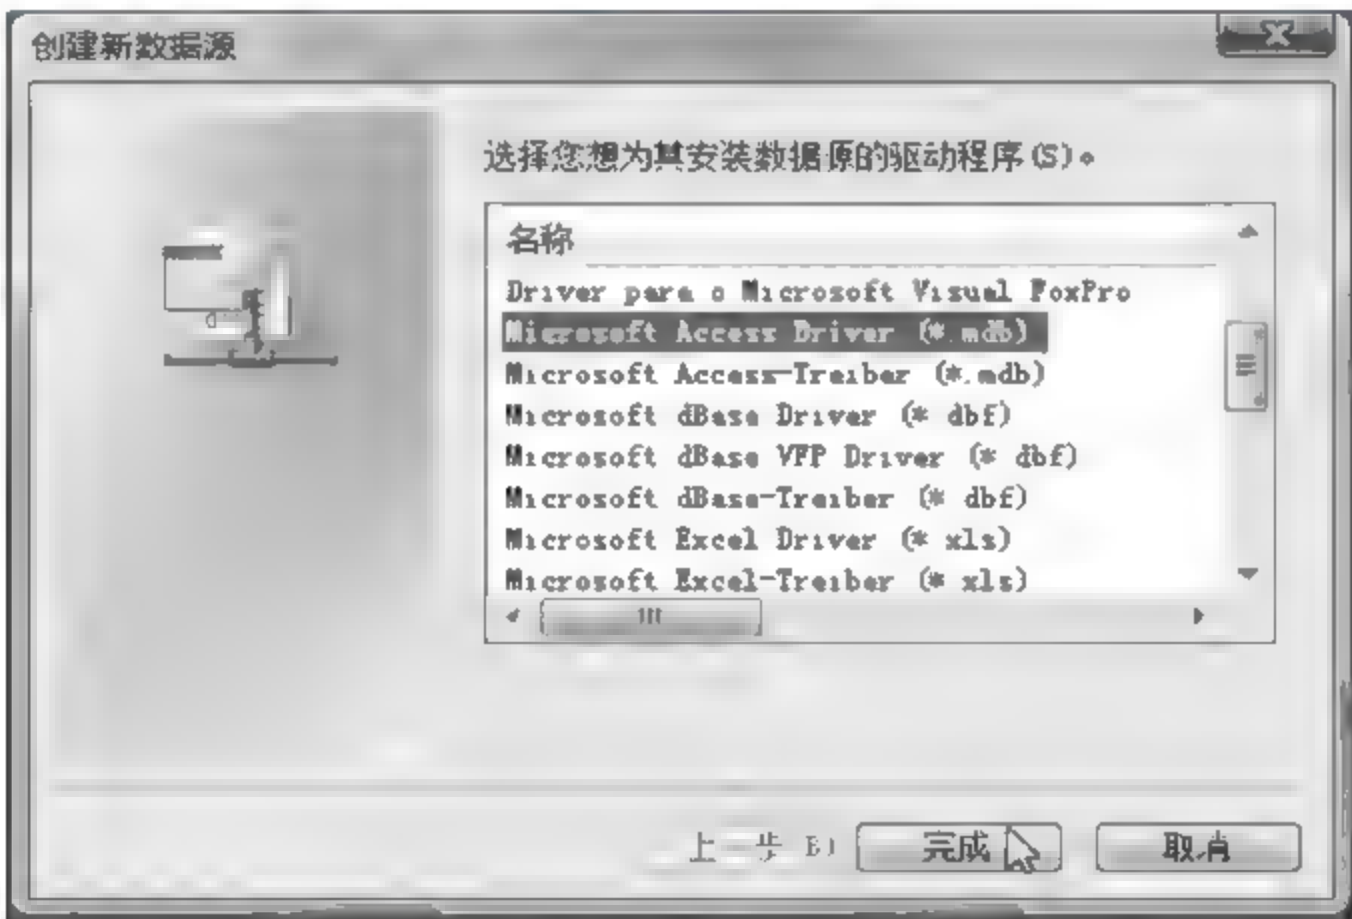 创建新数据源
选择您想为其安装数据源的驱动程序(S)。
名称
Driver para o Microsoft Visual FoxPro
Microsoft Access Driver (*.mdb)
Microsoft Access-Treiber (*.mdb)
Microsoft dBase Driver (*.dbf)
Microsoft dBase VFP Driver (*.dbf)
Microsoft dBase-Treiber (*.dbf)
Microsoft Excel Driver (*.xls)
Microsoft Excel-Treiber (*.xls)
上一步(B) 完成 取消